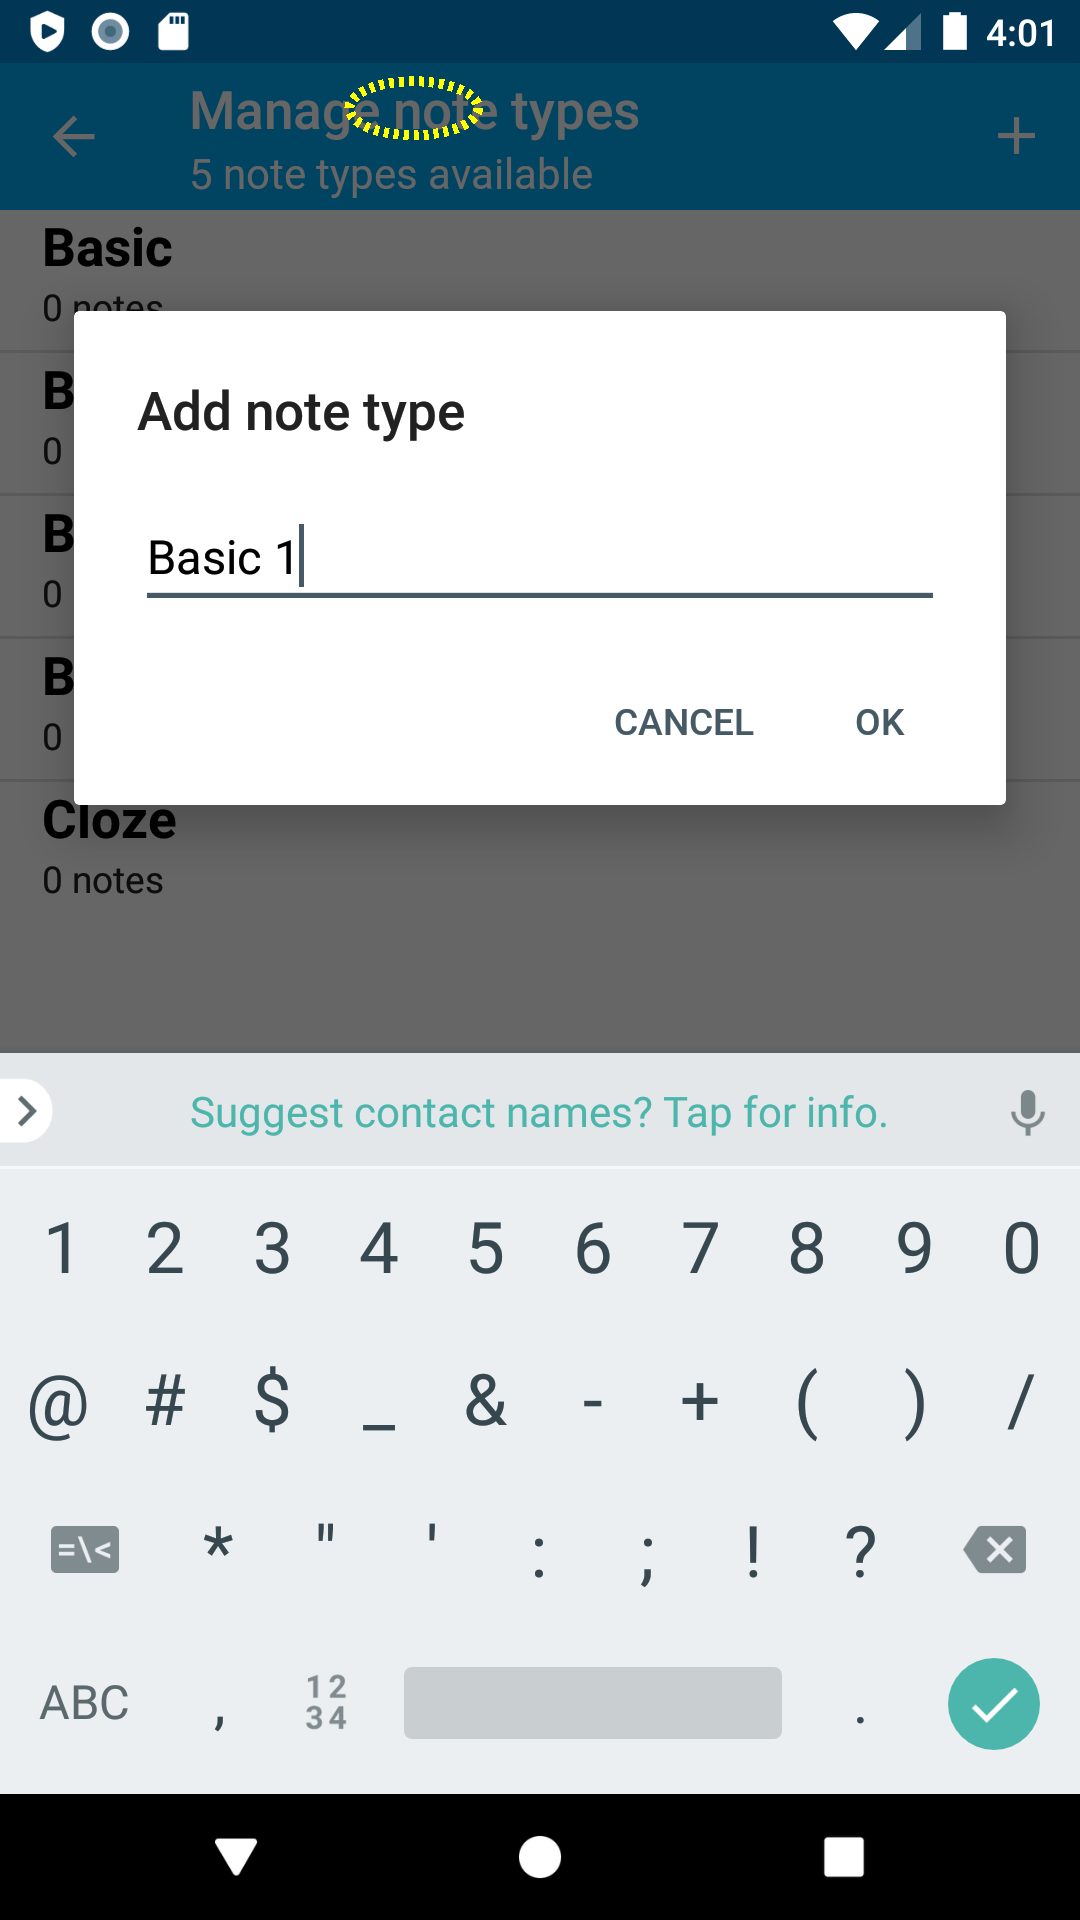 4:01
Manage note types
5 note types available
Basic
0 notes
B
0
B
0
B
0
Add note type
Basic 1
CANCEL
OK
Cloze
0 notes
Suggest contact names? Tap for info.
1 2 3 4 5 6 7 8 9 0
@ # $ _ & - + ( ) /
=\< * " ' : ; ! ?
ABC , 12 34 .